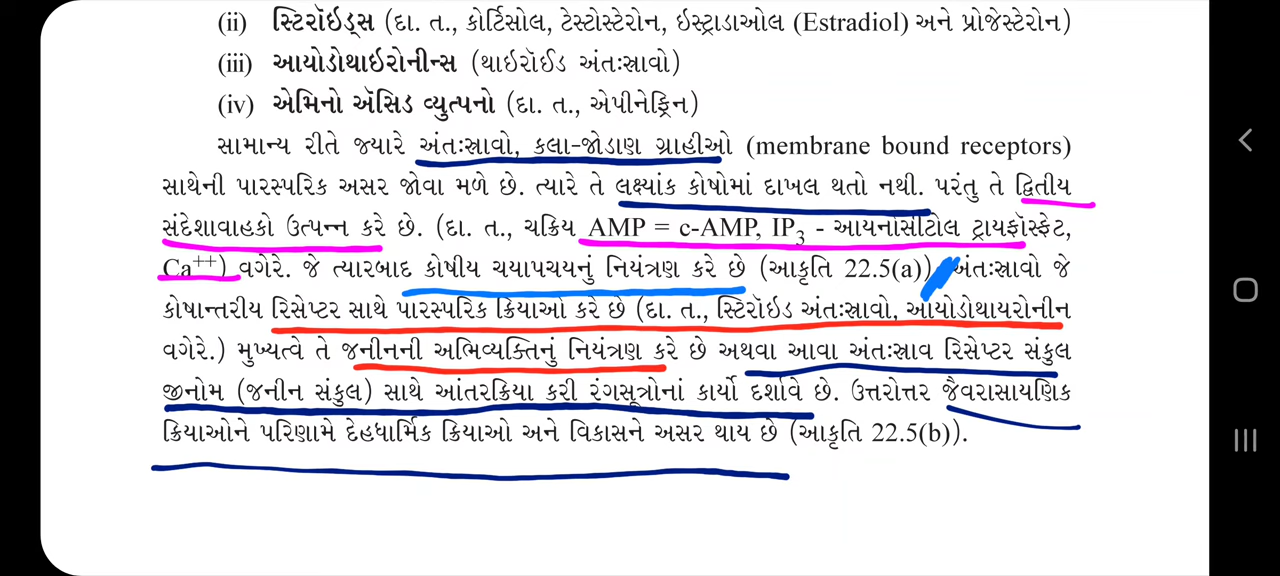 (ii) સ્ટિરૉઇડ્સ (દા. ત., કોર્ટિસોલ, ટેસ્ટોસ્ટેરોન, ઇસ્ટ્રાડાઓલ (Estradiol) અને પ્રોજેસ્ટેરોન)
(iii) આયોડોથાઇરોનીન્સ (થાઇરૉઈડ અંતઃસ્રાવો)
(iv) એમિનો ઍસિડ વ્યુત્પનો (દા. ત., એપીનેફ્રિન)
સામાન્ય રીતે જ્યારે અંતઃસ્રાવો, કલા-જોડાણ ગ્રાહીઓ (membrane bound receptors)
સાથેની પારસ્પરિક અસર જોવા મળે છે. ત્યારે તે લક્ષ્યાંક કોષોમાં દાખલ થતો નથી. પરંતુ તે દ્વિતીય
સંદેશાવાહકો ઉત્પન્ન કરે છે. (દા. ત., ચક્રિય AMP = c-AMP, IP₃ - આયનોસીટોલ ટ્રાયફૉસ્ફેટ,
Ca⁺⁺) વગેરે. જે ત્યારબાદ કોષીય ચયાપચયનું નિયંત્રણ કરે છે (આકૃતિ 22.5(a)) અંતઃસ્રાવો જે
કોષાન્તરીય રિસેપ્ટર સાથે પારસ્પરિક ક્રિયાઓ કરે છે (દા. ત., સ્ટિરૉઇડ અંતઃસ્રાવો, આયોડોથાયરોનીન
વગેરે.) મુખ્યત્વે તે જનીનની અભિવ્યક્તિનું નિયંત્રણ કરે છે અથવા આવા અંતઃસ્રાવ રિસેપ્ટર સંકુલ
જીનોમ (જનીન સંકુલ) સાથે આંતરક્રિયા કરી રંગસૂત્રોનાં કાર્યો દર્શાવે છે. ઉત્તરોત્તર જૈવરાસાયણિક
ક્રિયાઓને પરિણામે દેહધાર્મિક ક્રિયાઓ અને વિકાસને અસર થાય છે (આકૃતિ 22.5(b)).